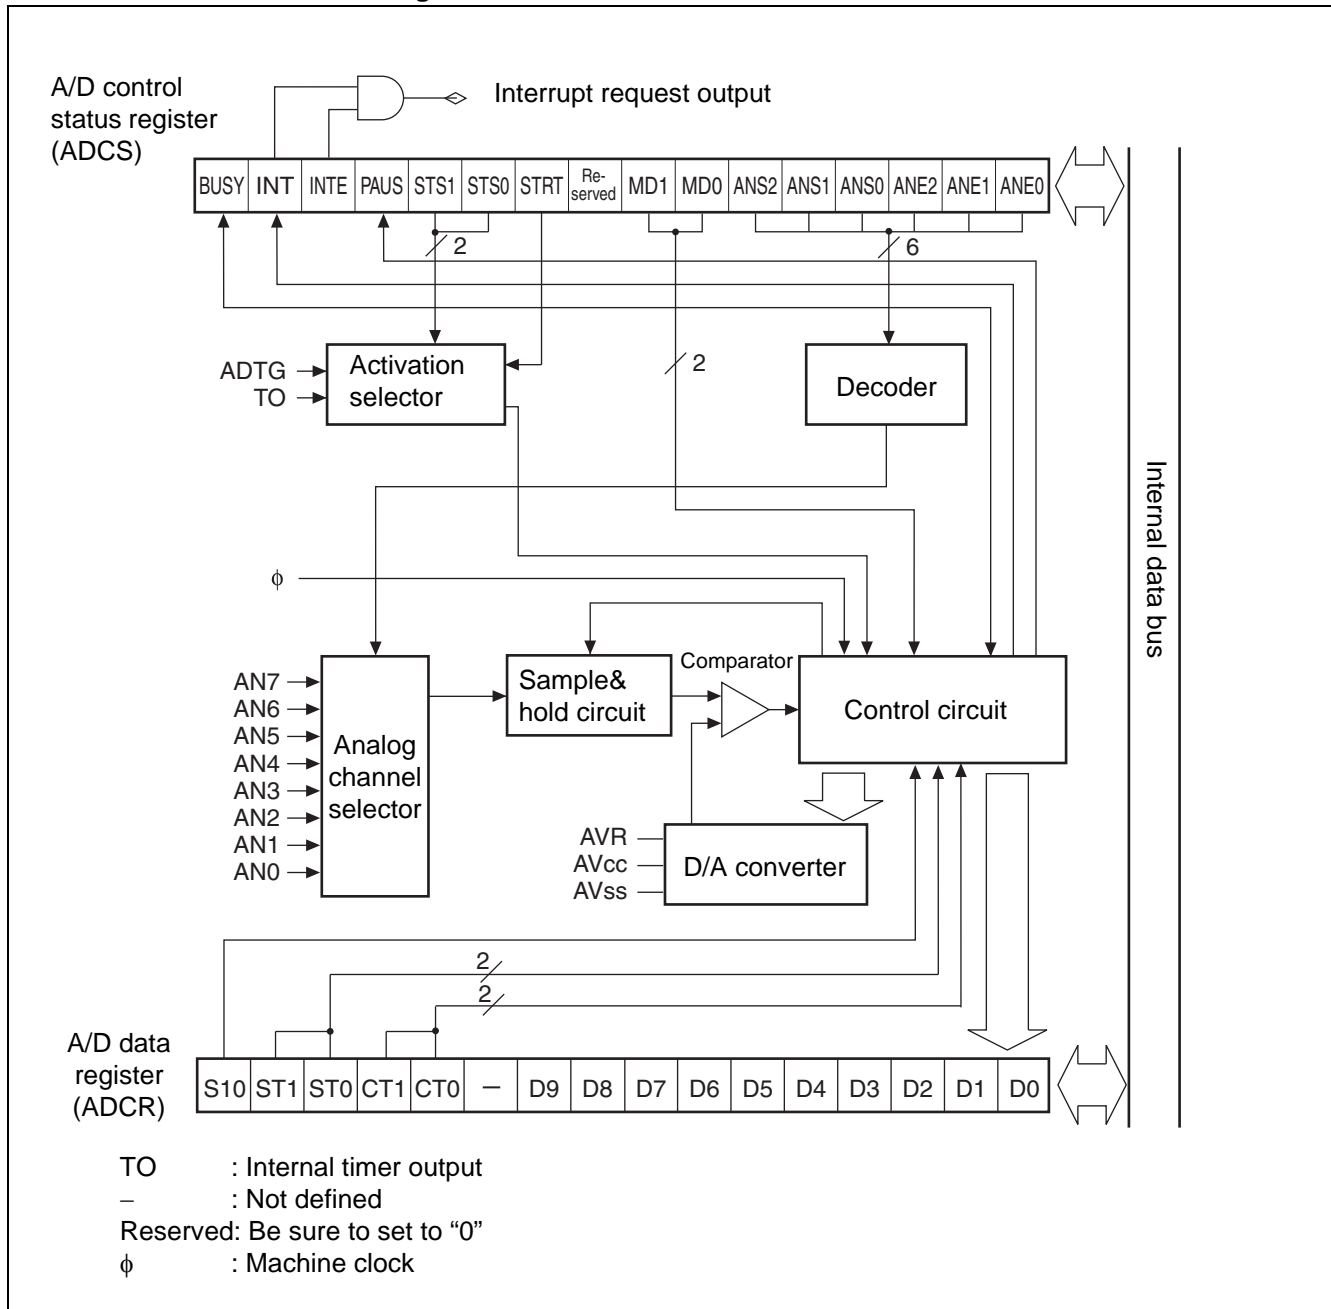 A/D control
status register
(ADCS)
Interrupt request output
BUSY INT INTE PAUS STS1 STS0 STRT Re-served MD1 MD0 ANS2 ANS1 ANS0 ANE2 ANE1 ANE0
2
6
ADTG
TO
Activation
selector
2
Decoder
Internal data bus
ϕ
Comparator
AN7
AN6
AN5
AN4
AN3
AN2
AN1
AN0
Analog
channel
selector
Sample&
hold circuit
Control circuit
AVR
AVcc
AVss
D/A converter
2
2
A/D data
register
(ADCR)
S10 ST1 ST0 CT1 CT0 – D9 D8 D7 D6 D5 D4 D3 D2 D1 D0
TO : Internal timer output
– : Not defined
Reserved: Be sure to set to “0”
ϕ : Machine clock